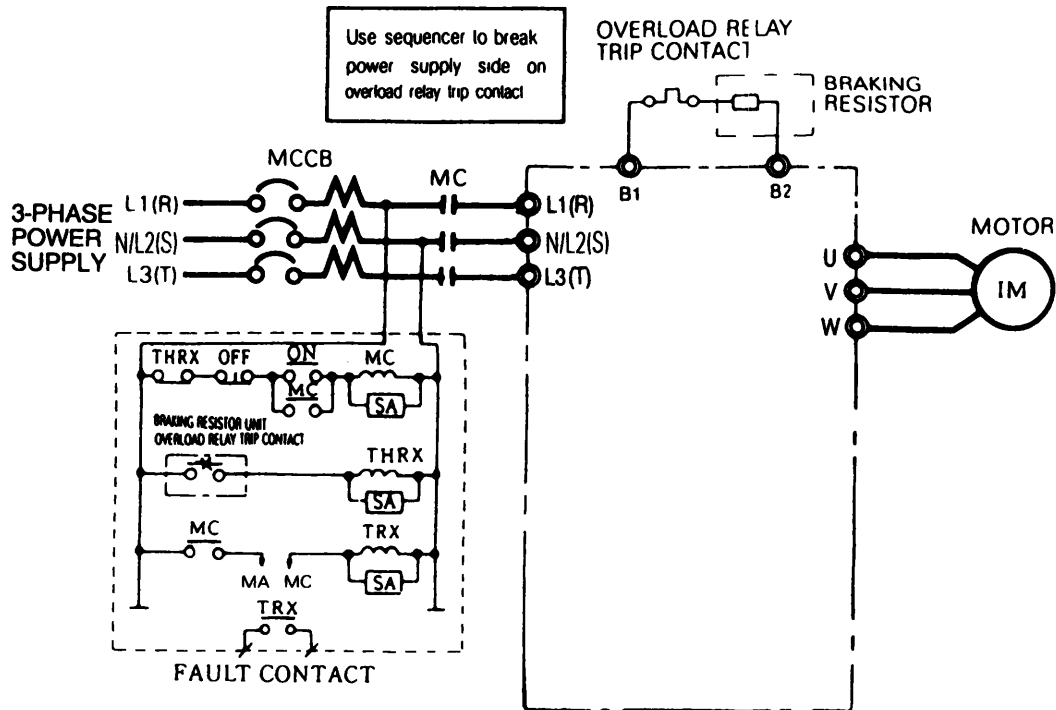 Use sequencer to break
power supply side on
overload relay trip contact
OVERLOAD RELAY
TRIP CONTACT
BRAKING
RESISTOR
B1
B2
MCCB
MC
3-PHASE
POWER
SUPPLY
L1(R)
N/L2(S)
L3(T)
L1(R)
N/L2(S)
L3(T)
MOTOR
U
V
W
IM
THRX
OFF
ON
MC
MC
SA
BRAKING RESISTOR UNIT
OVERLOAD RELAY TRIP CONTACT
THRX
SA
MC
TRX
MA
MC
SA
TRX
FAULT CONTACT